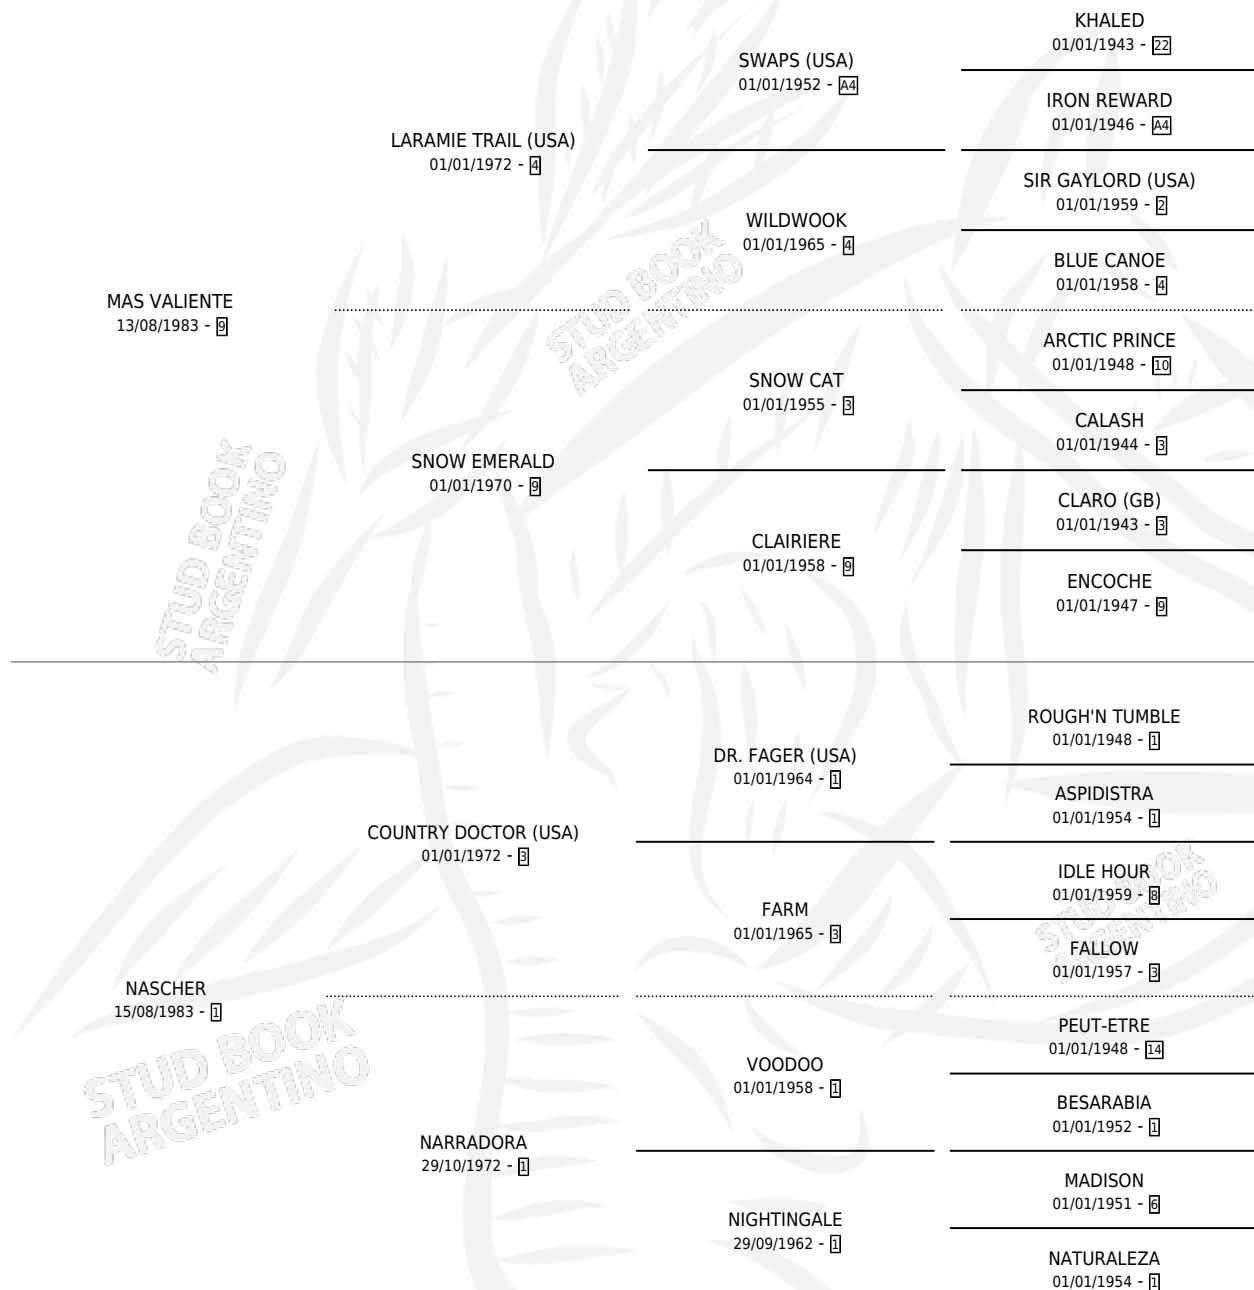 KHALED
01/01/1943 - 22
SWAPS (USA)
01/01/1952 - A4
IRON REWARD
01/01/1946 - A4
LARAMIE TRAIL (USA)
01/01/1972 - 4
SIR GAYLORD (USA)
01/01/1959 - 2
WILDWOOK
01/01/1965 - 4
BLUE CANOE
01/01/1958 - 4
MAS VALIENTE
13/08/1983 - 9
STUD BOOK
ARGENTINO
ARCTIC PRINCE
01/01/1948 - 10
SNOW CAT
01/01/1955 - 3
CALASH
01/01/1944 - 3
SNOW EMERALD
01/01/1970 - 9
CLARO (GB)
01/01/1943 - 3
CLAIRIERE
01/01/1958 - 9
ENCOCHE
01/01/1947 - 9
STUD BOOK
ARGENTINO
ROUGH'N TUMBLE
01/01/1948 - 1
DR. FAGER (USA)
01/01/1964 - 1
ASPIDISTRA
01/01/1954 - 1
COUNTRY DOCTOR (USA)
01/01/1972 - 3
IDLE HOUR
01/01/1959 - 8
FARM
01/01/1965 - 3
STUD BOOK
ARGENTINO
FALLOW
01/01/1957 - 3
NASCHER
15/08/1983 - 1
STUD BOOK
ARGENTINO
PEUT-ETRE
01/01/1948 - 14
VOODOO
01/01/1958 - 1
BESARABIA
01/01/1952 - 1
NARRADORA
29/10/1972 - 1
MADISON
01/01/1951 - 6
NIGHTINGALE
29/09/1962 - 1
NATURALEZA
01/01/1954 - 1